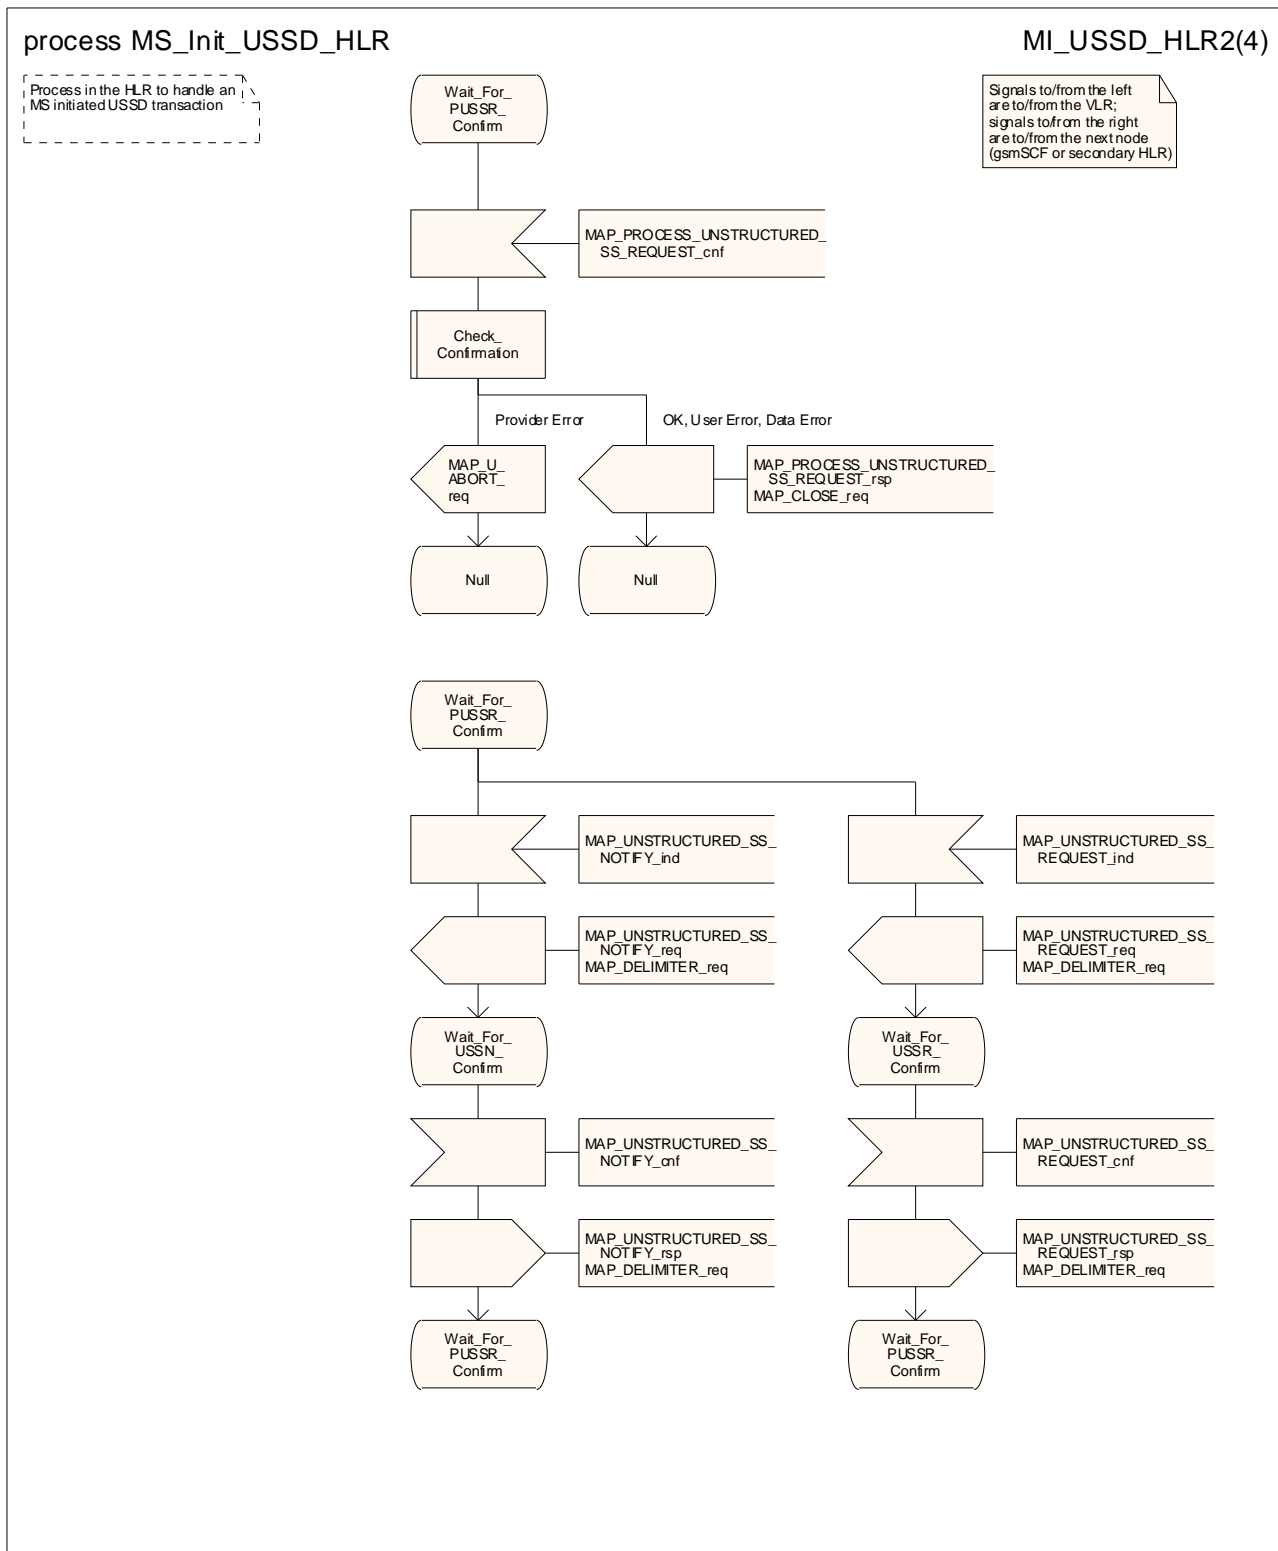 process MS_Init_USSD_HLR
MI_USSD_HLR2(4)
Process in the HLR to handle an
MS initiated USSD transaction
Signals to/from the left
are to/from the VLR;
signals to/from the right
are to/from the next node
(gsmSCF or secondary HLR)
Wait_For_
PUSSR_
Confirm
MAP_PROCESS_UNSTRUCTURED_
SS_REQUEST_cnf
Check_
Confirmation
Provider Error
OK, User Error, Data Error
MAP_U_
ABORT_
req
MAP_PROCESS_UNSTRUCTURED_
SS_REQUEST_rsp
MAP_CLOSE_req
Null
Null
Wait_For_
PUSSR_
Confirm
MAP_UNSTRUCTURED_SS_
NOTIFY_ind
MAP_UNSTRUCTURED_SS_
REQUEST_ind
MAP_UNSTRUCTURED_SS_
NOTIFY_req
MAP_DELIMITER_req
MAP_UNSTRUCTURED_SS_
REQUEST_req
MAP_DELIMITER_req
Wait_For_
USSN_
Confirm
Wait_For_
USSR_
Confirm
MAP_UNSTRUCTURED_SS_
NOTIFY_cnf
MAP_UNSTRUCTURED_SS_
REQUEST_cnf
MAP_UNSTRUCTURED_SS_
NOTIFY_rsp
MAP_DELIMITER_req
MAP_UNSTRUCTURED_SS_
REQUEST_rsp
MAP_DELIMITER_req
Wait_For_
PUSSR_
Confirm
Wait_For_
PUSSR_
Confirm